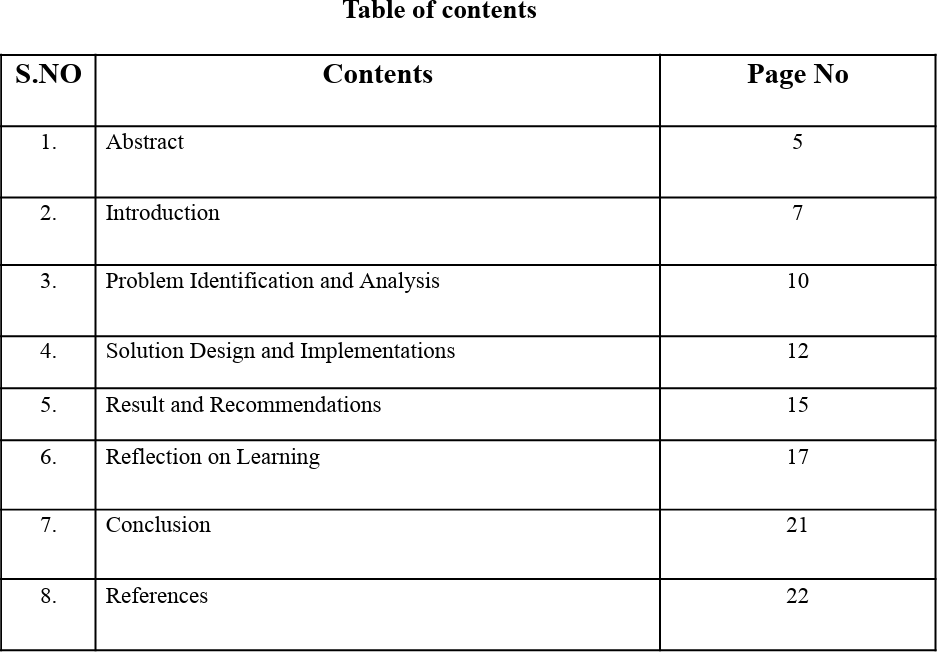 Table of contents
S.NO Contents Page No
1. Abstract 5
2. Introduction 7
3. Problem Identification and Analysis 10
4. Solution Design and Implementations 12
5. Result and Recommendations 15
6. Reflection on Learning 17
7. Conclusion 21
8. References 22